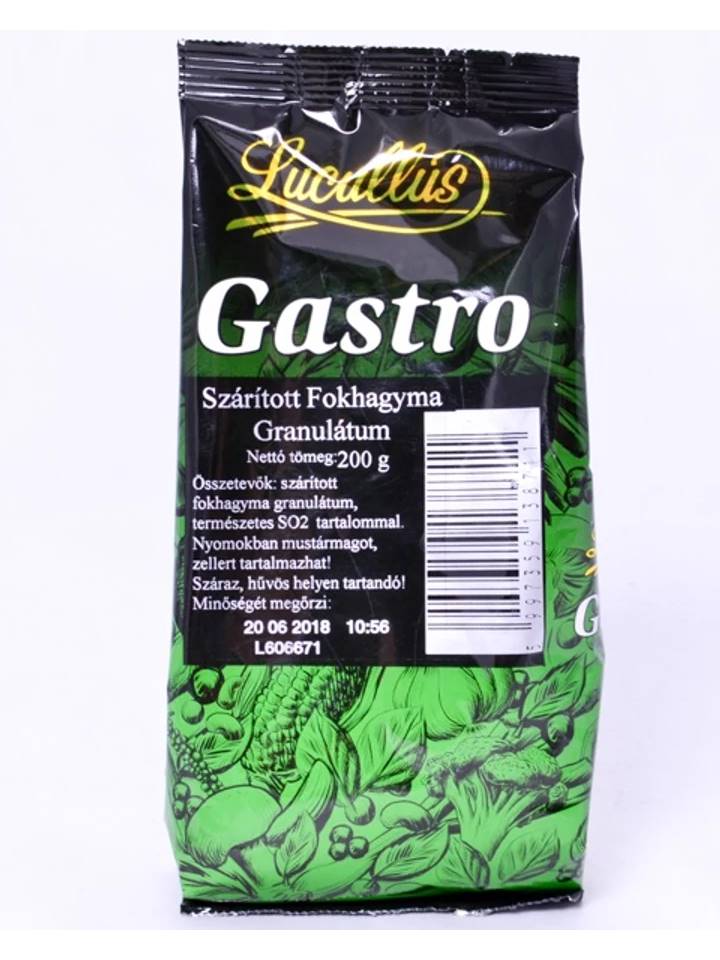 Lucullus
Gastro
Szárított Fokhagyma
Granulátum
Nettó tömeg:200 g
Összetevők: szárított
fokhagyma granulátum,
természetes SO2 tartalommal.
Nyomokban mustármagot,
zellert tartalmazhat!
Száraz, hűvös helyen tartandó!
Minőségét megőrzi:
20 06 2018 10:56
L606671
G